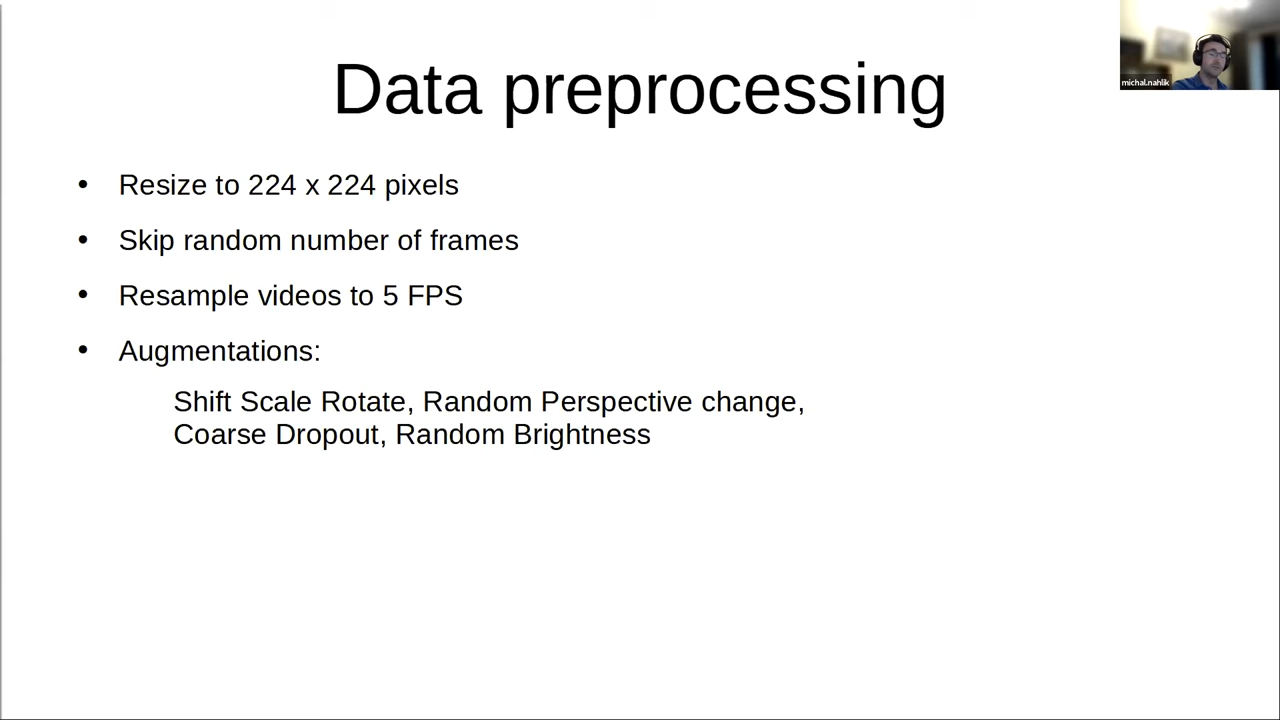 Data preprocessing
michal.nahlik
• Resize to 224 x 224 pixels
• Skip random number of frames
• Resample videos to 5 FPS
• Augmentations:
Shift Scale Rotate, Random Perspective change,
Coarse Dropout, Random Brightness